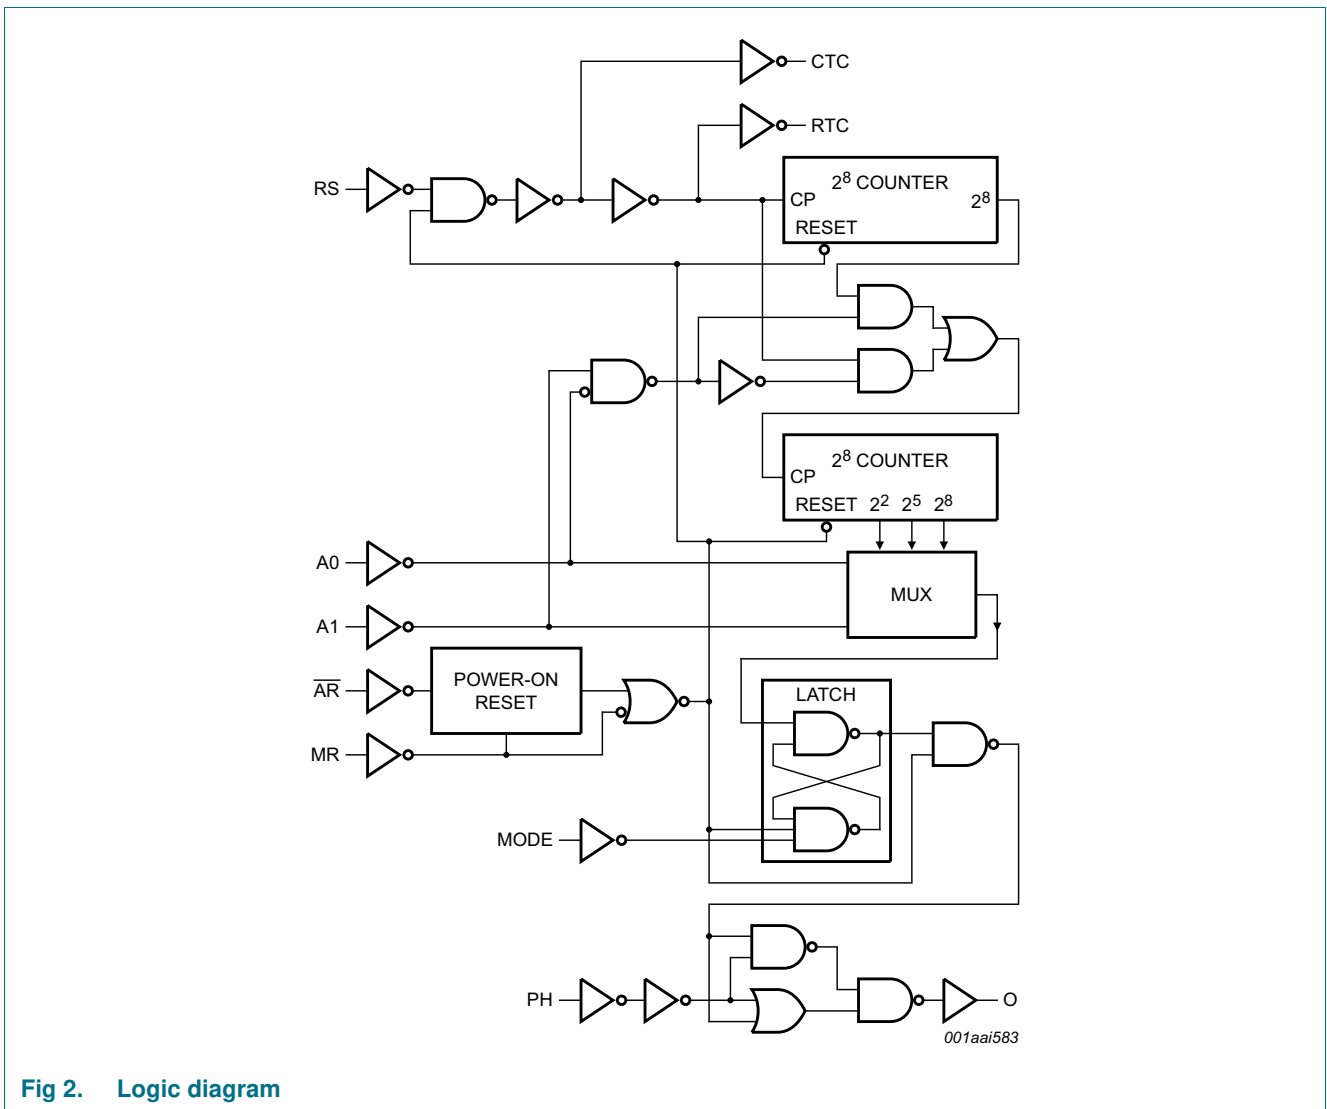 CTC
RTC
RS
2⁸ COUNTER
CP
2⁸
RESET
2⁸ COUNTER
CP
RESET 2² 2⁵ 2⁸
A0
MUX
A1
A̅R̅
POWER-ON
RESET
LATCH
MR
MODE
PH
O
001aai583
Fig 2. Logic diagram